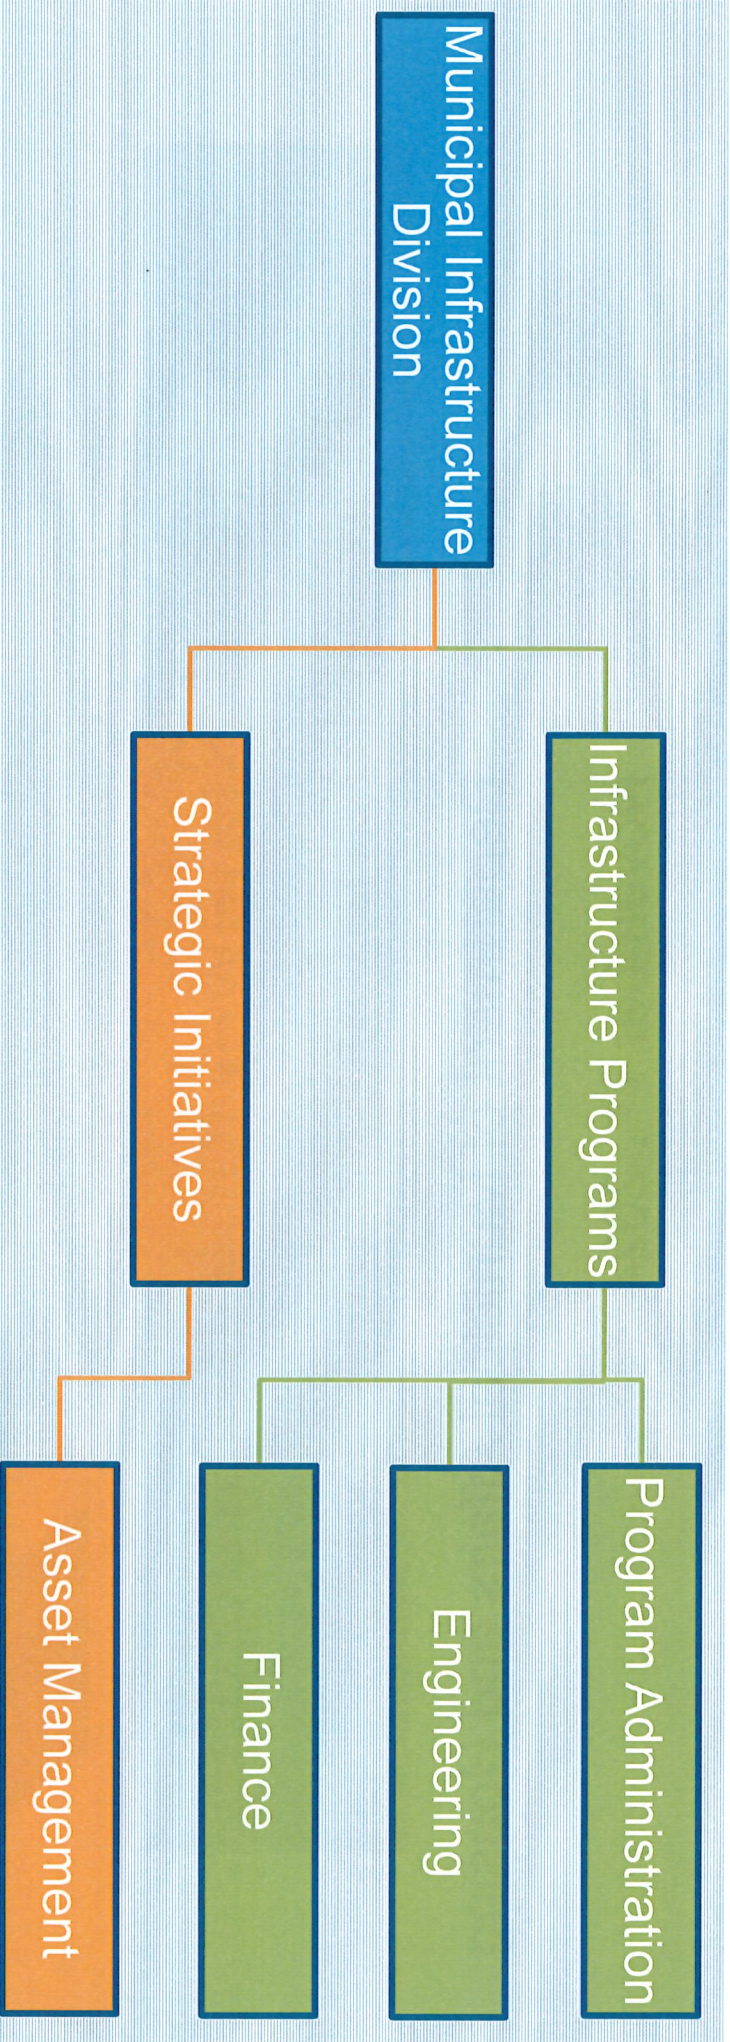 Municipal Infrastructure
Division
Infrastructure Programs
Strategic Initiatives
Program Administration
Engineering
Finance
Asset Management